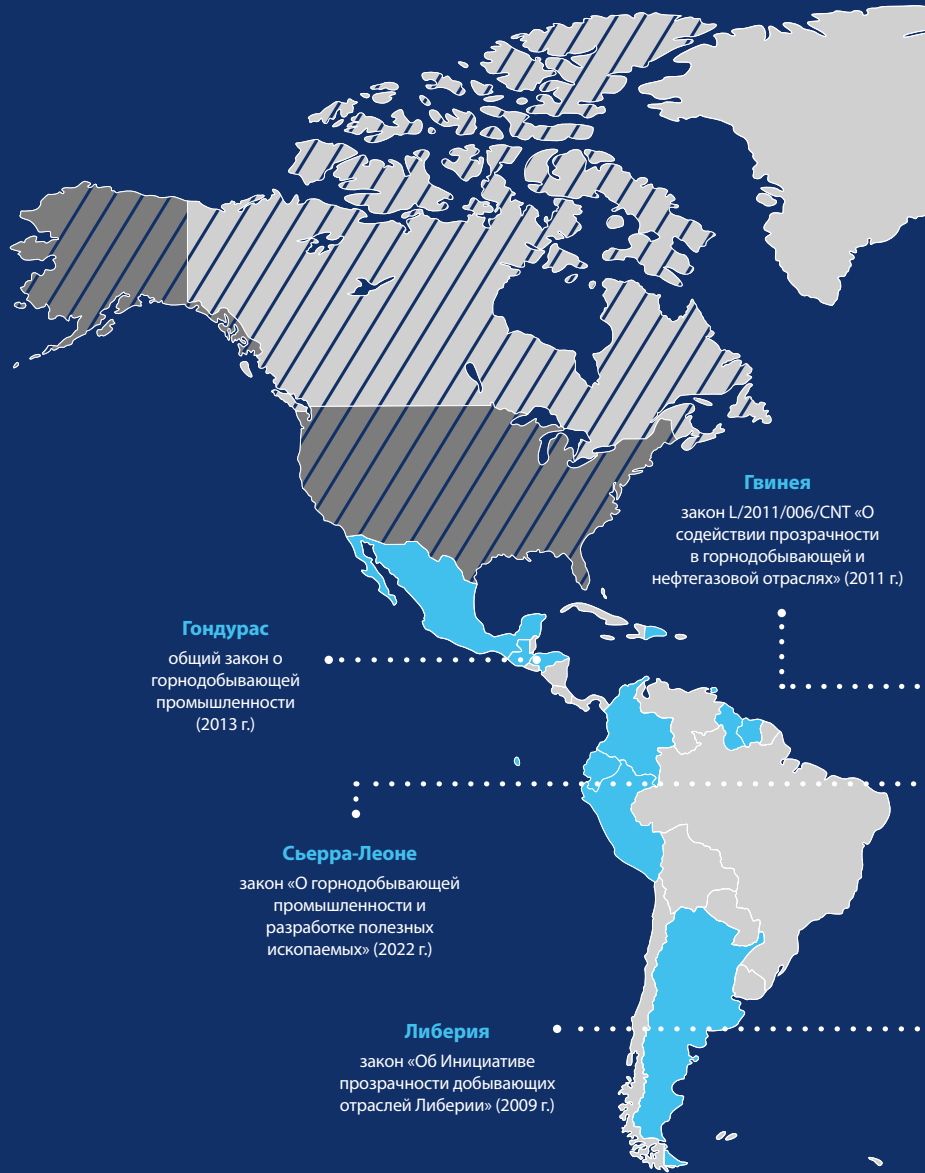 Гвинея
закон L/2011/006/CNT «О
содействии прозрачности
в горнодобывающей и
нефтегазовой отраслях» (2011 г.)
Гондурас
общий закон о
горнодобывающей
промышленности
(2013 г.)
Сьерра-Леоне
закон «О горнодобывающей
промышленности и
разработке полезных
ископаемых» (2022 г.)
Либерия
закон «Об Инициативе
прозрачности добывающих
отраслей Либерии» (2009 г.)